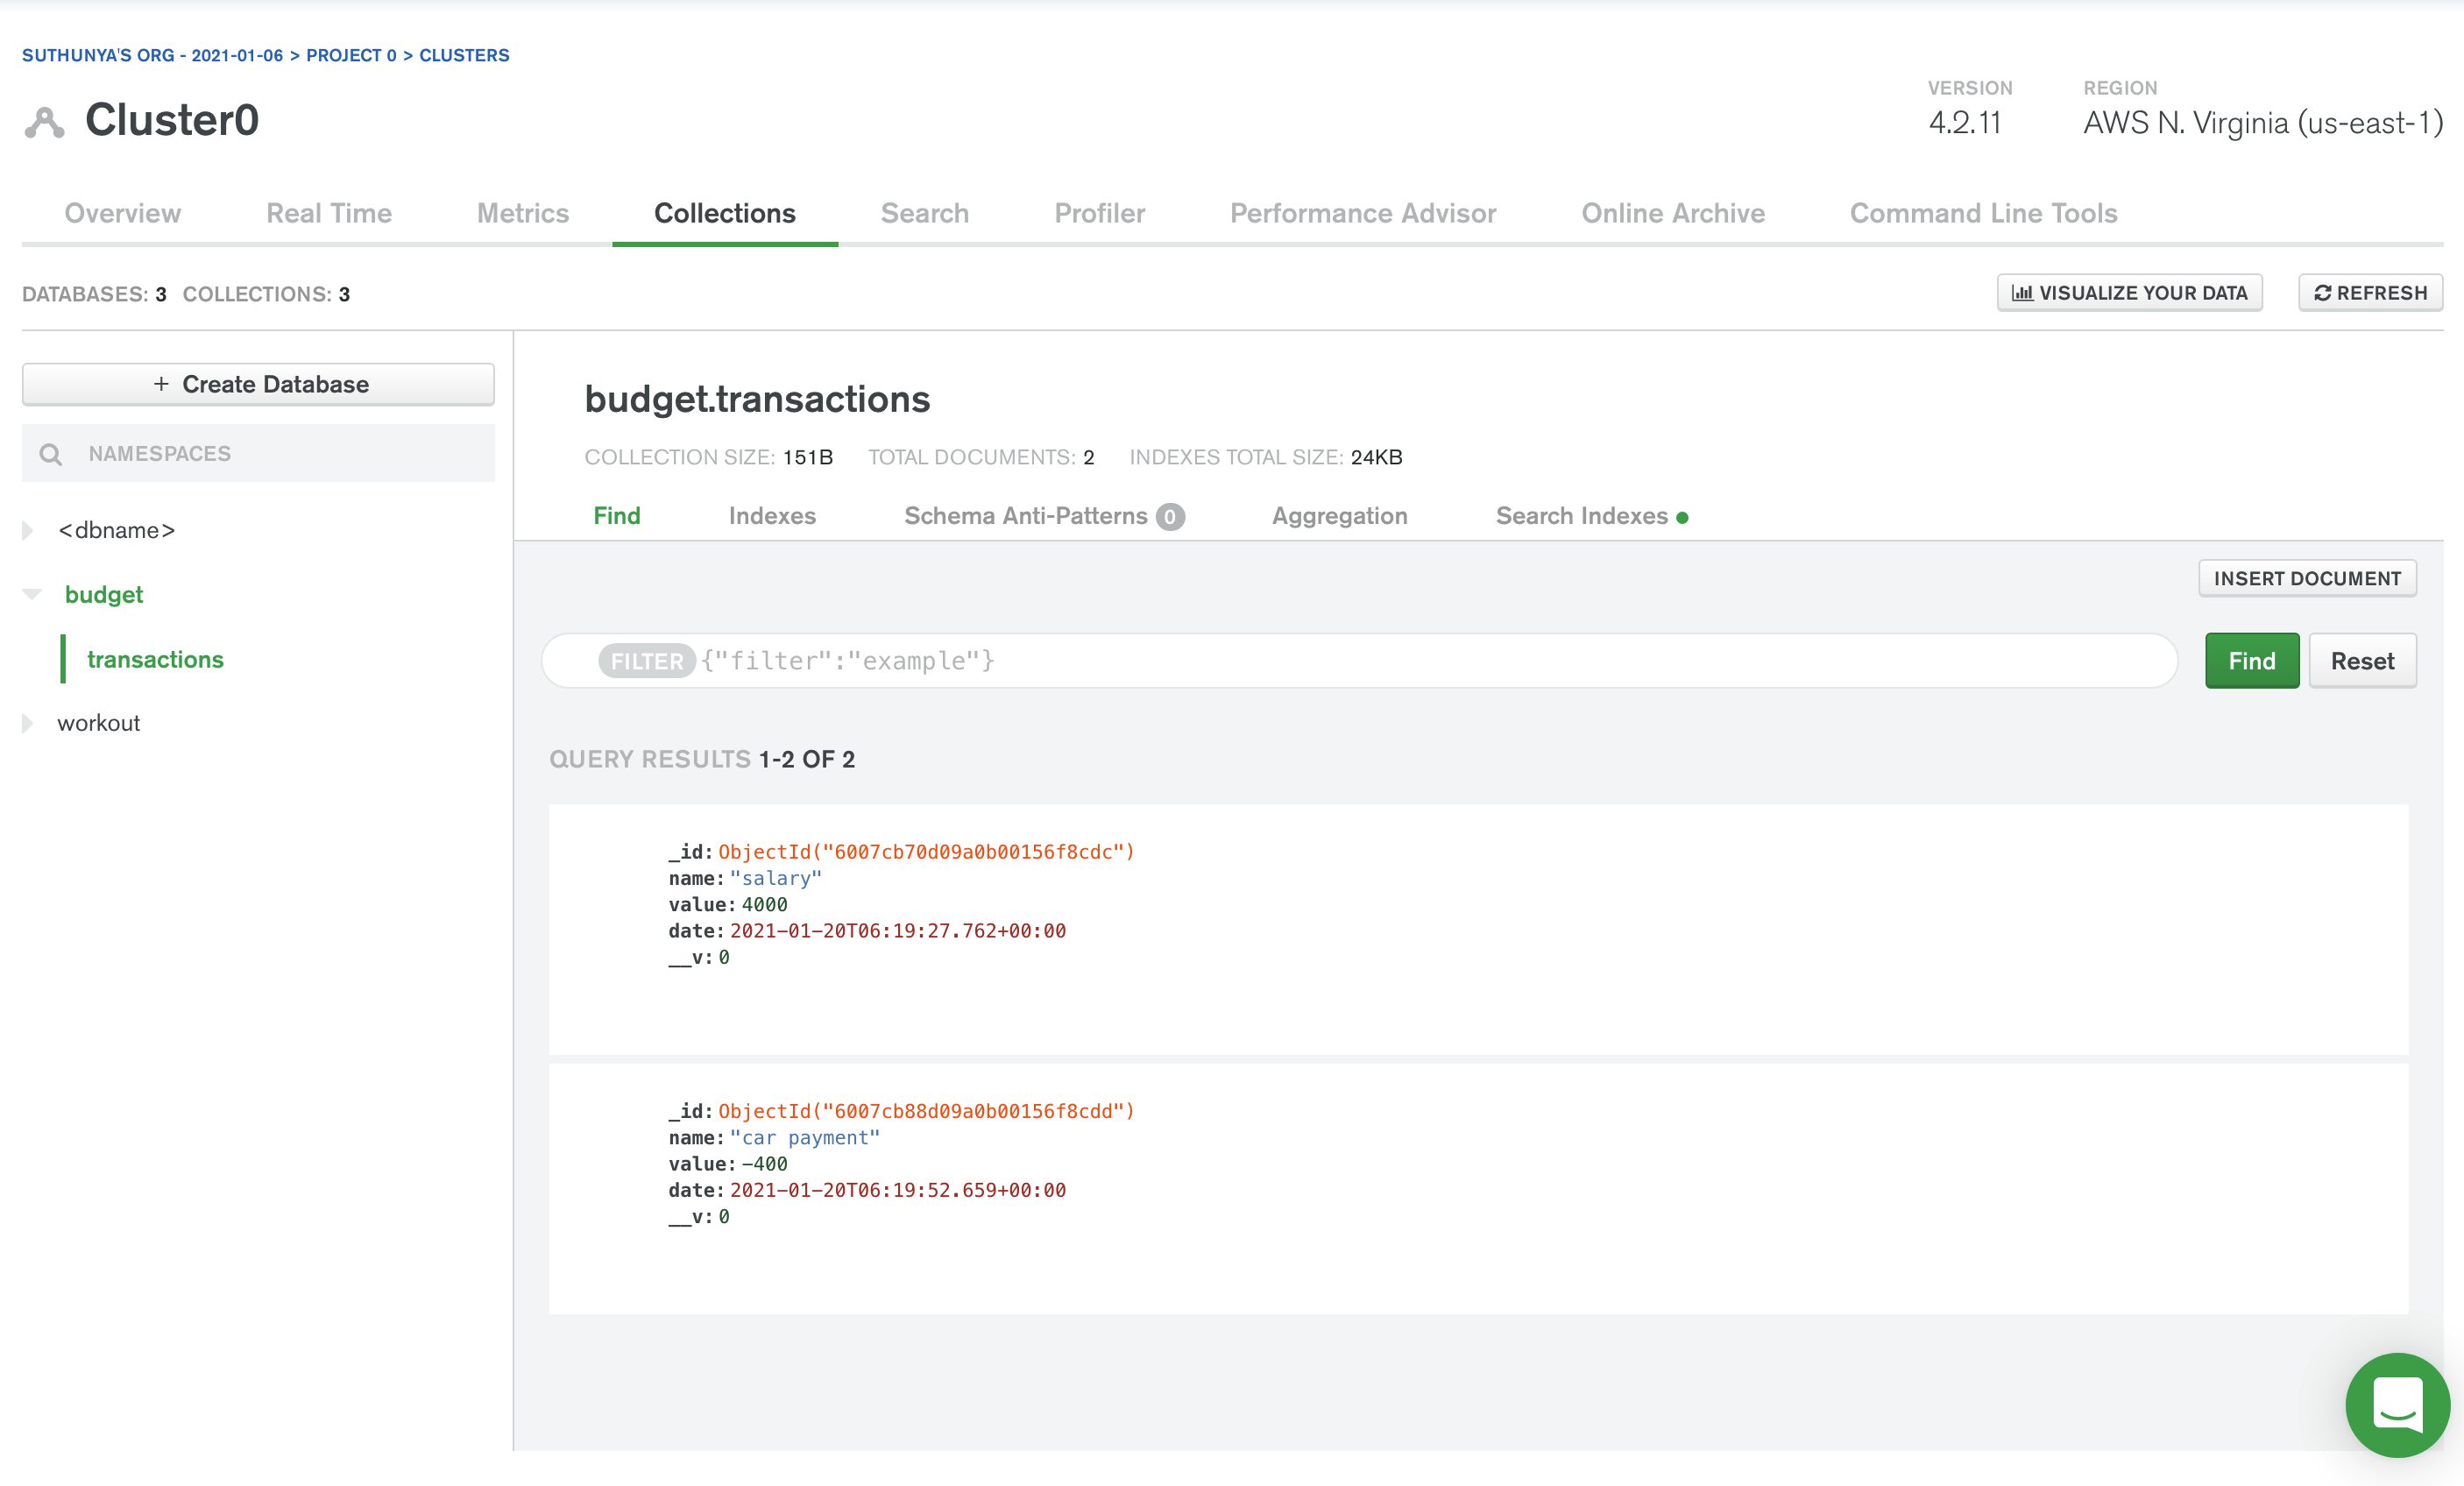 SUTHUNYA'S ORG - 2021-01-06 > PROJECT 0 > CLUSTERS
Cluster0
VERSION
4.2.11
REGION
AWS N. Virginia (us-east-1)
Overview Real Time Metrics Collections Search Profiler Performance Advisor Online Archive Command Line Tools
DATABASES: 3 COLLECTIONS: 3
VISUALIZE YOUR DATA
REFRESH
+ Create Database
NAMESPACES
<dbname>
budget
transactions
workout
budget.transactions
COLLECTION SIZE: 151B TOTAL DOCUMENTS: 2 INDEXES TOTAL SIZE: 24KB
Find Indexes Schema Anti-Patterns 0 Aggregation Search Indexes
INSERT DOCUMENT
FILTER {"filter":"example"}
Find
Reset
QUERY RESULTS 1-2 OF 2
_id: ObjectId("6007cb70d09a0b00156f8cdc")
name: "salary"
value: 4000
date: 2021-01-20T06:19:27.762+00:00
__v: 0
_id: ObjectId("6007cb88d09a0b00156f8cdd")
name: "car payment"
value: -400
date: 2021-01-20T06:19:52.659+00:00
__v: 0